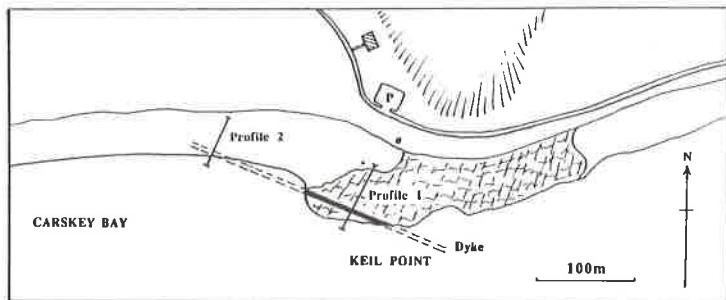 P
Profile 2
N
Profile 1
CARSKEY BAY
Dyke
KEIL POINT
100m